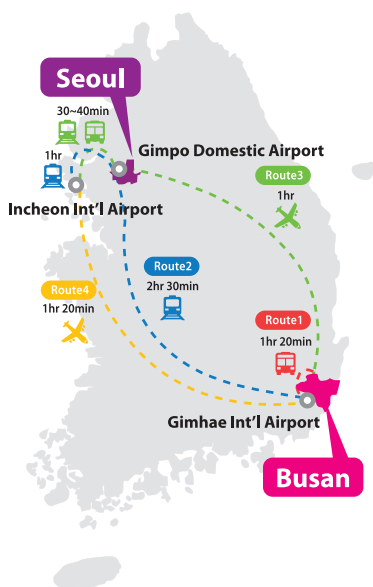 Seoul
30~40min
1hr
Gimpo Domestic Airport
Route3
1hr
Incheon Int'l Airport
Route2
2hr 30min
Route4
1hr 20min
Route1
1hr 20min
Gimhae Int'l Airport
Busan